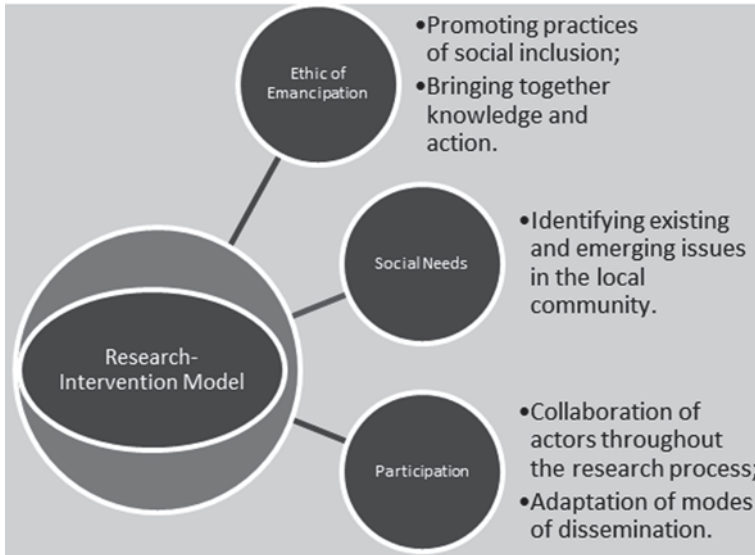 Ethic of
Emancipation
•Promoting practices
of social inclusion;
•Bringing together
knowledge and
action.
Social Needs
•Identifying existing
and emerging issues
in the local
community.
Research-
Intervention Model
Participation
•Collaboration of
actors throughout
the research process;
•Adaptation of modes
of dissemination.